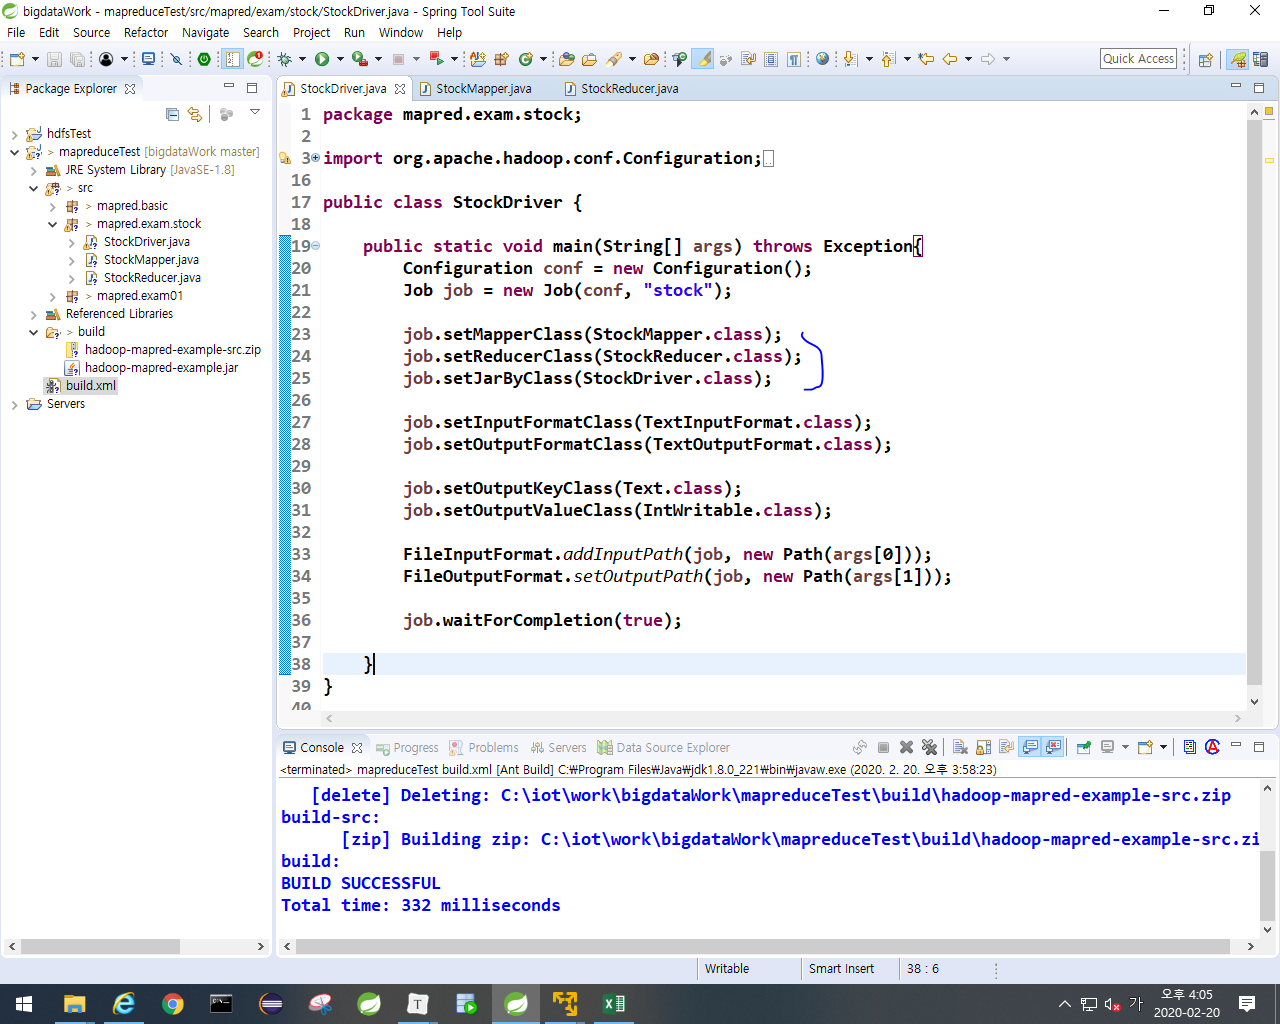 bigdataWork - mapreduceTest/src/mapred/exam/stock/StockDriver.java - Spring Tool Suite
File Edit Source Refactor Navigate Search Project Run Window Help
Quick Access
Package Explorer
hdfsTest
> mapreduceTest [bigdataWork master]
JRE System Library [JavaSE-1.8]
> src
> mapred.basic
> mapred.exam.stock
StockDriver.java
StockMapper.java
StockReducer.java
> mapred.exam01
Referenced Libraries
> build
hadoop-mapred-example-src.zip
hadoop-mapred-example.jar
build.xml
Servers
StockDriver.java StockMapper.java StockReducer.java
1 package mapred.exam.stock;
2
3 import org.apache.hadoop.conf.Configuration;
16
17 public class StockDriver {
18
19 public static void main(String[] args) throws Exception{
20 Configuration conf = new Configuration();
21 Job job = new Job(conf, "stock");
22
23 job.setMapperClass(StockMapper.class);
24 job.setReducerClass(StockReducer.class);
25 job.setJarByClass(StockDriver.class);
26
27 job.setInputFormatClass(TextInputFormat.class);
28 job.setOutputFormatClass(TextOutputFormat.class);
29
30 job.setOutputKeyClass(Text.class);
31 job.setOutputValueClass(IntWritable.class);
32
33 FileInputFormat.addInputPath(job, new Path(args[0]));
34 FileOutputFormat.setOutputPath(job, new Path(args[1]));
35
36 job.waitForCompletion(true);
37
38 }
39 }
40
Console Progress Problems Servers Data Source Explorer
<terminated> mapreduceTest build.xml [Ant Build] C:₩Program Files₩Java₩jdk1.8.0_221₩bin₩javaw.exe (2020. 2. 20. 오후 3:58:23)
[delete] Deleting: C:\iot\work\bigdataWork\mapreduceTest\build\hadoop-mapred-example-src.zip
build-src:
[zip] Building zip: C:\iot\work\bigdataWork\mapreduceTest\build\hadoop-mapred-example-src.zi
build:
BUILD SUCCESSFUL
Total time: 332 milliseconds
Writable Smart Insert 38 : 6
가 오후 4:05
2020-02-20